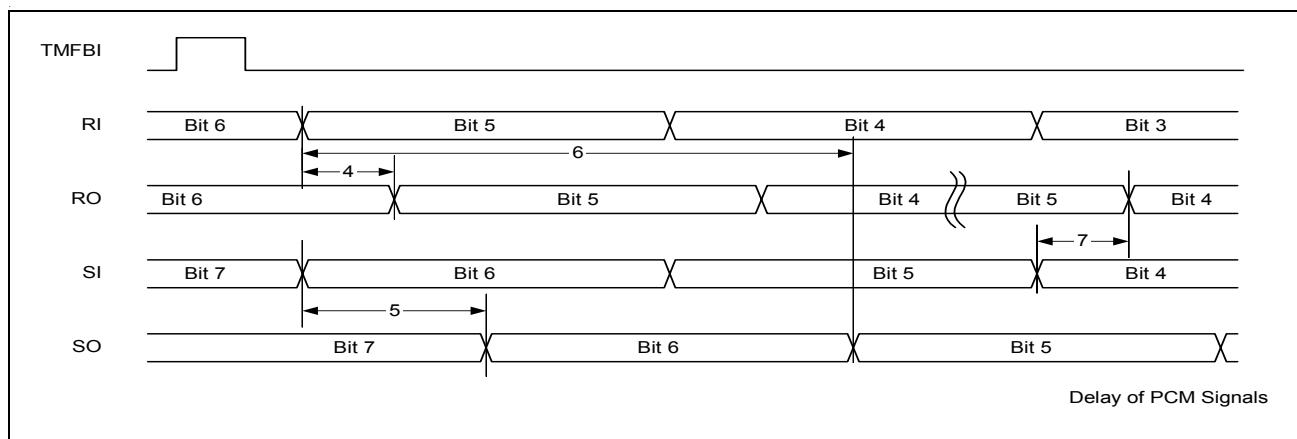 TMFBI
RI Bit 6 Bit 5 Bit 4 Bit 3
6
4
RO Bit 6 Bit 5 Bit 4 Bit 5 Bit 4
7
SI Bit 7 Bit 6 Bit 5 Bit 4
5
SO Bit 7 Bit 6 Bit 5
Delay of PCM Signals